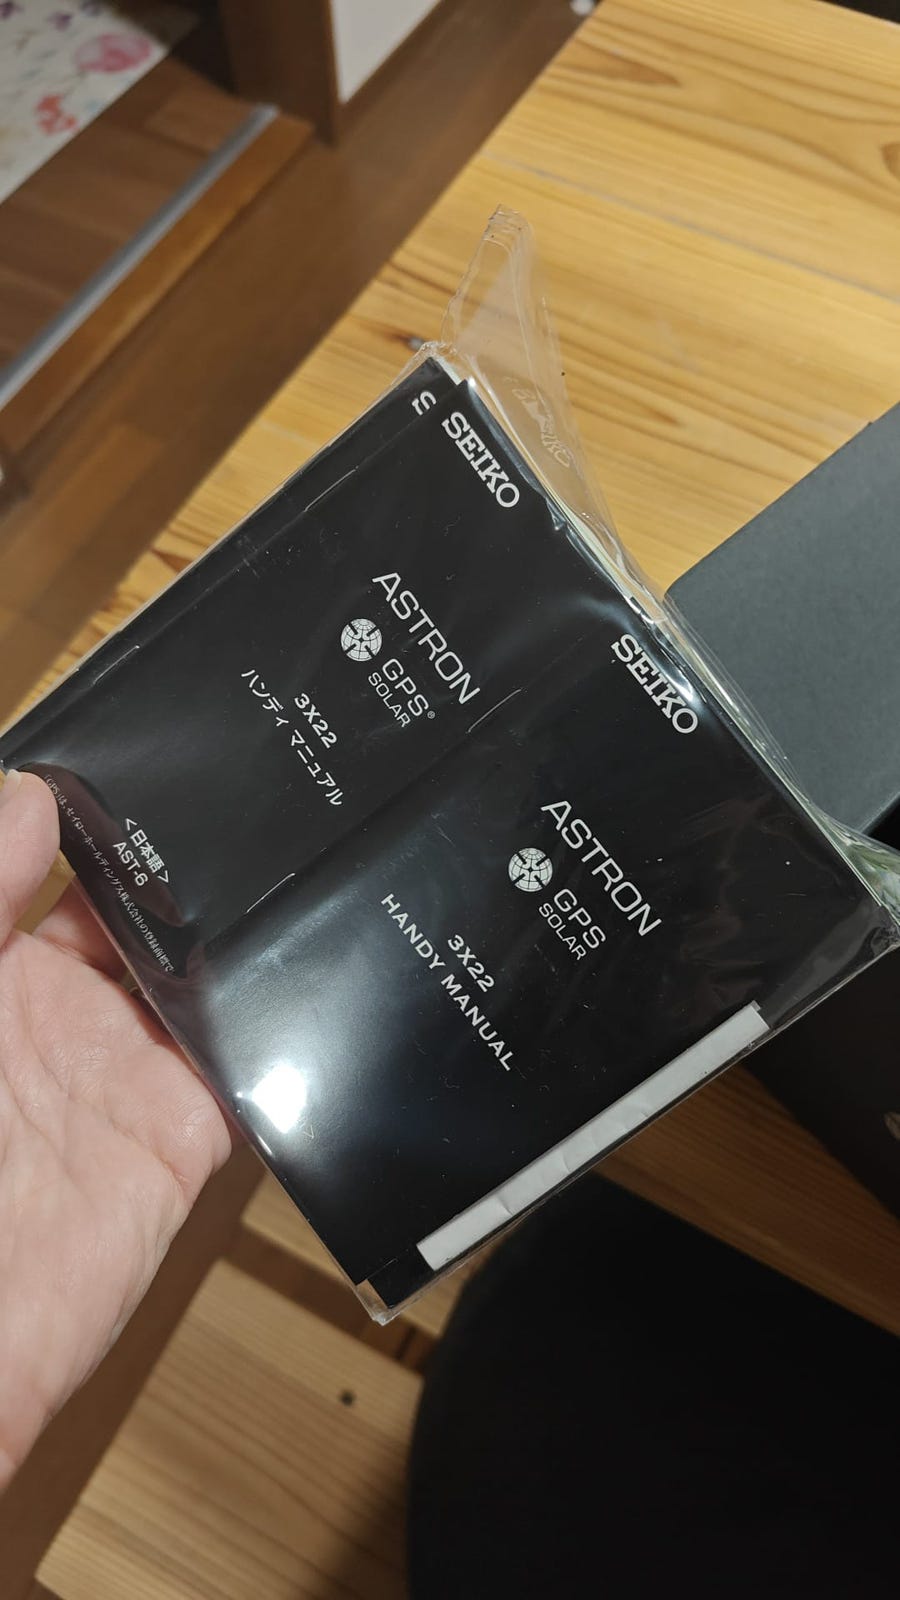 S
SEIKO
ASTRON
GPS®
SOLAR
3X22
ハンディ マニュアル
<日本語>
AST-6
SEIKO
ASTRON
GPS
SOLAR
3X22
HANDY MANUAL